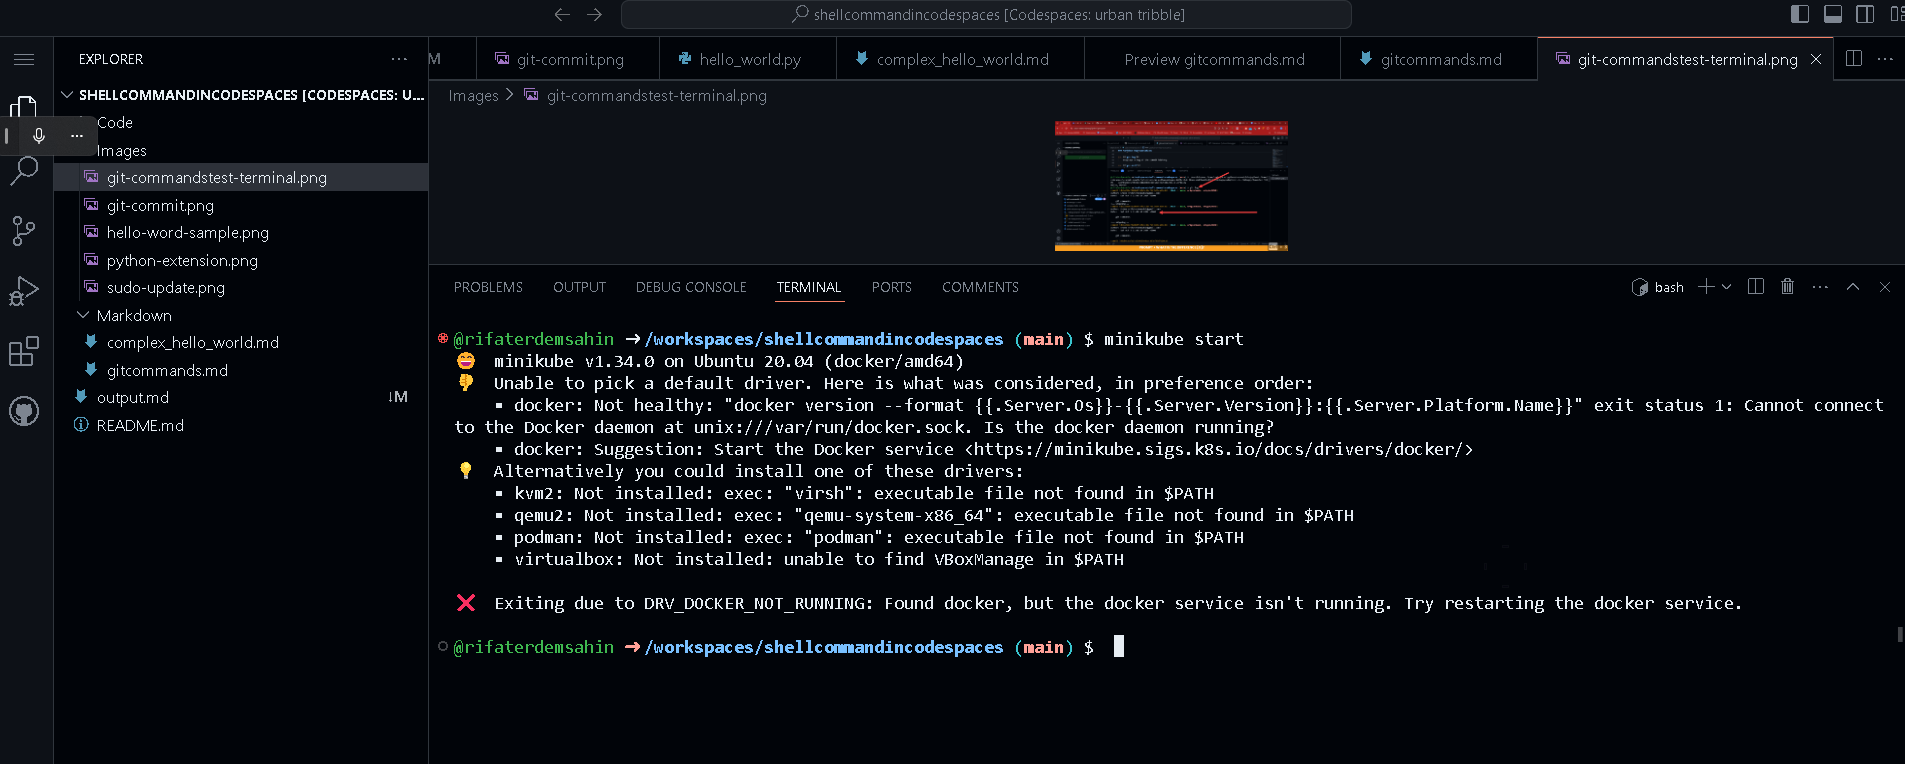 shellcommandincodespaces [Codespaces: urban tribble]
EXPLORER
SHELLCOMMANDINCODESPACES [CODESPACES: U...
Code
Images
git-commandstest-terminal.png
git-commit.png
hello-word-sample.png
python-extension.png
sudo-update.png
Markdown
complex_hello_world.md
gitcommands.md
output.md ↓M
README.md
M git-commit.png hello_world.py complex_hello_world.md Preview gitcommands.md gitcommands.md git-commandstest-terminal.png
Images > git-commandstest-terminal.png
PROBLEMS OUTPUT DEBUG CONSOLE TERMINAL PORTS COMMENTS bash
@rifaterdemsahin ➜ /workspaces/shellcommandincodespaces (main) $ minikube start
😄 minikube v1.34.0 on Ubuntu 20.04 (docker/amd64)
👎 Unable to pick a default driver. Here is what was considered, in preference order:
▪ docker: Not healthy: "docker version --format {{.Server.Os}}-{{.Server.Version}}:{{.Server.Platform.Name}}" exit status 1: Cannot connect
to the Docker daemon at unix:///var/run/docker.sock. Is the docker daemon running?
▪ docker: Suggestion: Start the Docker service <https://minikube.sigs.k8s.io/docs/drivers/docker/>
💡 Alternatively you could install one of these drivers:
▪ kvm2: Not installed: exec: "virsh": executable file not found in $PATH
▪ qemu2: Not installed: exec: "qemu-system-x86_64": executable file not found in $PATH
▪ podman: Not installed: exec: "podman": executable file not found in $PATH
▪ virtualbox: Not installed: unable to find VBoxManage in $PATH
❌ Exiting due to DRV_DOCKER_NOT_RUNNING: Found docker, but the docker service isn't running. Try restarting the docker service.
@rifaterdemsahin ➜ /workspaces/shellcommandincodespaces (main) $